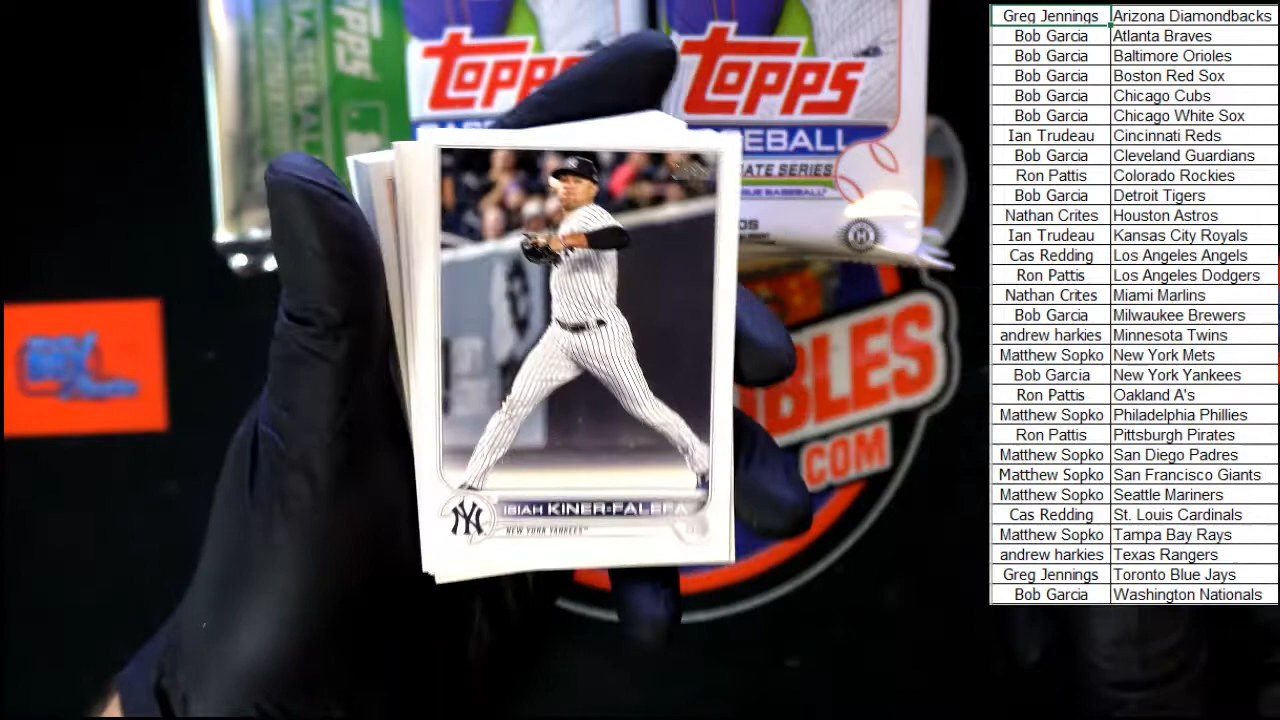 TOPPS
TOPPS
BASEBALL
ATE SERIES
UE BASEBALL
H
NY
ISIAH KINER-FALEFA
NEW YORK YANKEES
BLES
COM
Greg Jennings Arizona Diamondbacks
Bob Garcia Atlanta Braves
Bob Garcia Baltimore Orioles
Bob Garcia Boston Red Sox
Bob Garcia Chicago Cubs
Bob Garcia Chicago White Sox
Ian Trudeau Cincinnati Reds
Bob Garcia Cleveland Guardians
Ron Pattis Colorado Rockies
Bob Garcia Detroit Tigers
Nathan Crites Houston Astros
Ian Trudeau Kansas City Royals
Cas Redding Los Angeles Angels
Ron Pattis Los Angeles Dodgers
Nathan Crites Miami Marlins
Bob Garcia Milwaukee Brewers
andrew harkies Minnesota Twins
Matthew Sopko New York Mets
Bob Garcia New York Yankees
Ron Pattis Oakland A's
Matthew Sopko Philadelphia Phillies
Ron Pattis Pittsburgh Pirates
Matthew Sopko San Diego Padres
Matthew Sopko San Francisco Giants
Matthew Sopko Seattle Mariners
Cas Redding St. Louis Cardinals
Matthew Sopko Tampa Bay Rays
andrew harkies Texas Rangers
Greg Jennings Toronto Blue Jays
Bob Garcia Washington Nationals